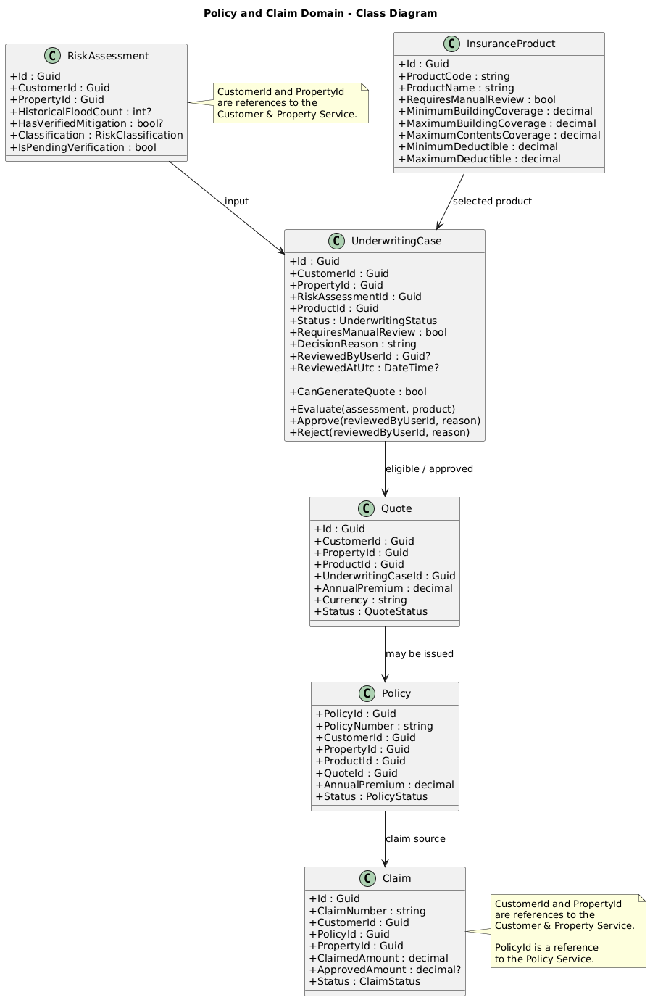 Policy and Claim Domain - Class Diagram
C RiskAssessment
+Id : Guid
+CustomerId : Guid
+PropertyId : Guid
+HistoricalFloodCount : int?
+HasVerifiedMitigation : bool?
+Classification : RiskClassification
+IsPendingVerification : bool
CustomerId and PropertyId
are references to the
Customer & Property Service.
C InsuranceProduct
+Id : Guid
+ProductCode : string
+ProductName : string
+RequiresManualReview : bool
+MinimumBuildingCoverage : decimal
+MaximumBuildingCoverage : decimal
+MaximumContentsCoverage : decimal
+MinimumDeductible : decimal
+MaximumDeductible : decimal
input
selected product
C UnderwritingCase
+Id : Guid
+CustomerId : Guid
+PropertyId : Guid
+RiskAssessmentId : Guid
+ProductId : Guid
+Status : UnderwritingStatus
+RequiresManualReview : bool
+DecisionReason : string
+ReviewedByUserId : Guid?
+ReviewedAtUtc : DateTime?
+CanGenerateQuote : bool
+Evaluate(assessment, product)
+Approve(reviewedByUserId, reason)
+Reject(reviewedByUserId, reason)
eligible / approved
C Quote
+Id : Guid
+CustomerId : Guid
+PropertyId : Guid
+ProductId : Guid
+UnderwritingCaseId : Guid
+AnnualPremium : decimal
+Currency : string
+Status : QuoteStatus
may be issued
C Policy
+PolicyId : Guid
+PolicyNumber : string
+CustomerId : Guid
+PropertyId : Guid
+ProductId : Guid
+QuoteId : Guid
+AnnualPremium : decimal
+Status : PolicyStatus
claim source
C Claim
+Id : Guid
+ClaimNumber : string
+CustomerId : Guid
+PolicyId : Guid
+PropertyId : Guid
+ClaimedAmount : decimal
+ApprovedAmount : decimal?
+Status : ClaimStatus
CustomerId and PropertyId
are references to the
Customer & Property Service.
PolicyId is a reference
to the Policy Service.